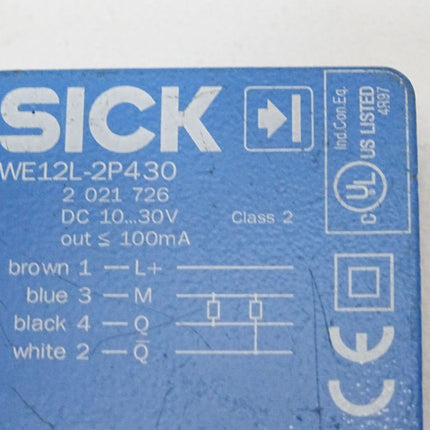 SICK
WE12L-2P430
2 021 726
DC 10...30V Class 2
out ≤ 100mA
brown 1 — L+
blue 3 — M
black 4 — Q
white 2 — Q̅
Ind.Con.Eq.
C UL US LISTED
4R97
CE